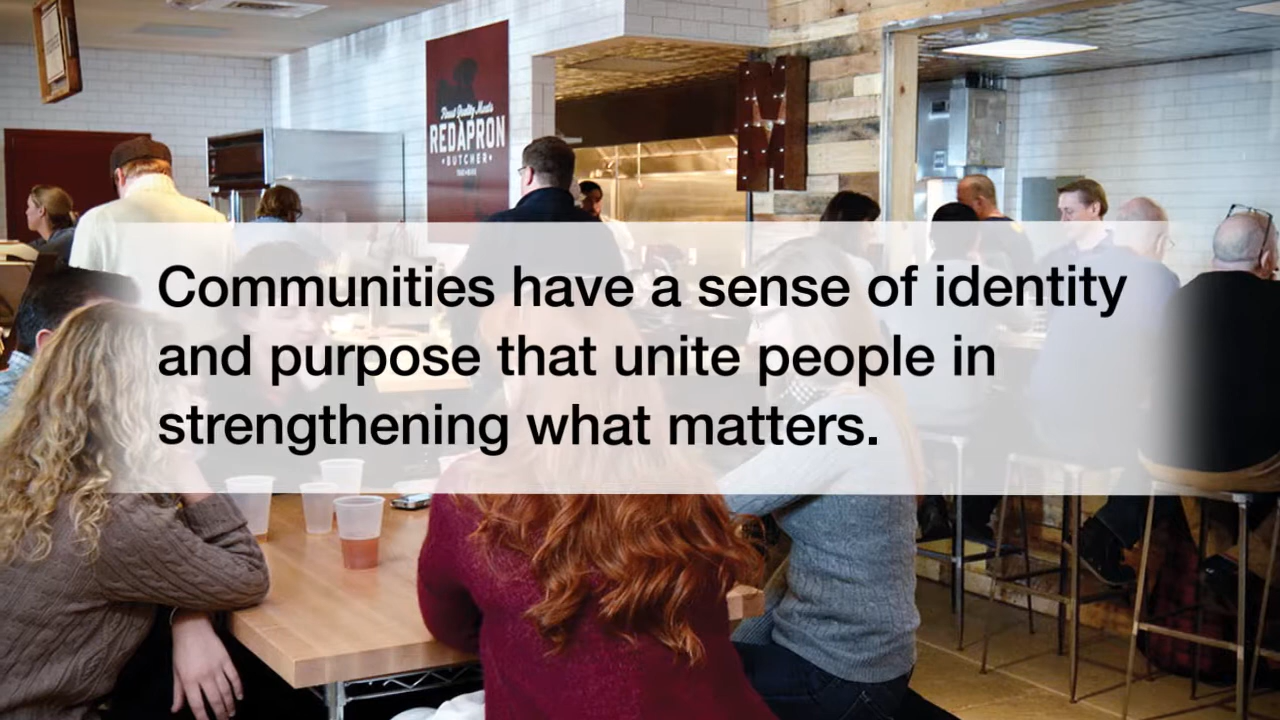 REDAPRON
BUTCHER
M
Communities have a sense of identity
and purpose that unite people in
strengthening what matters.